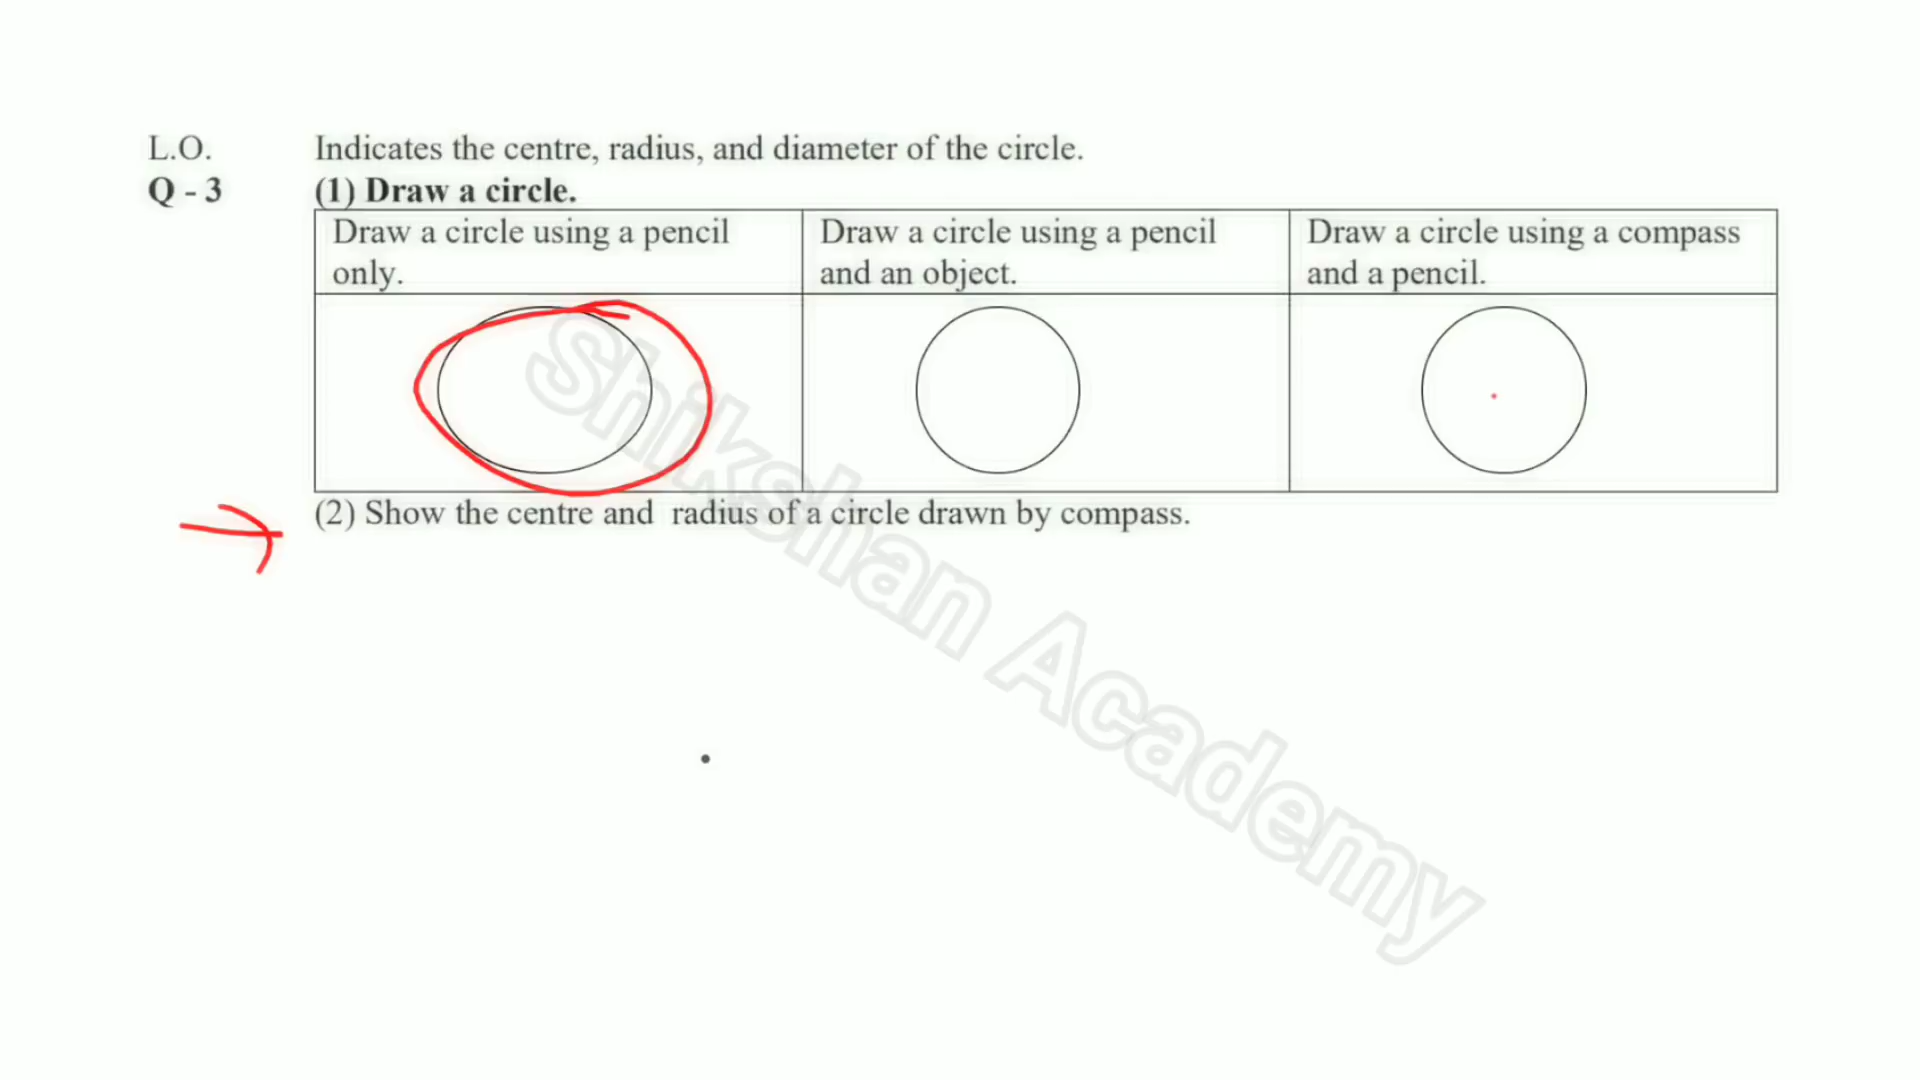 L.O. Indicates the centre, radius, and diameter of the circle.
Q - 3 (1) Draw a circle.
Draw a circle using a pencil only.
Draw a circle using a pencil and an object.
Draw a circle using a compass and a pencil.
(2) Show the centre and radius of a circle drawn by compass.
Shikshan Academy